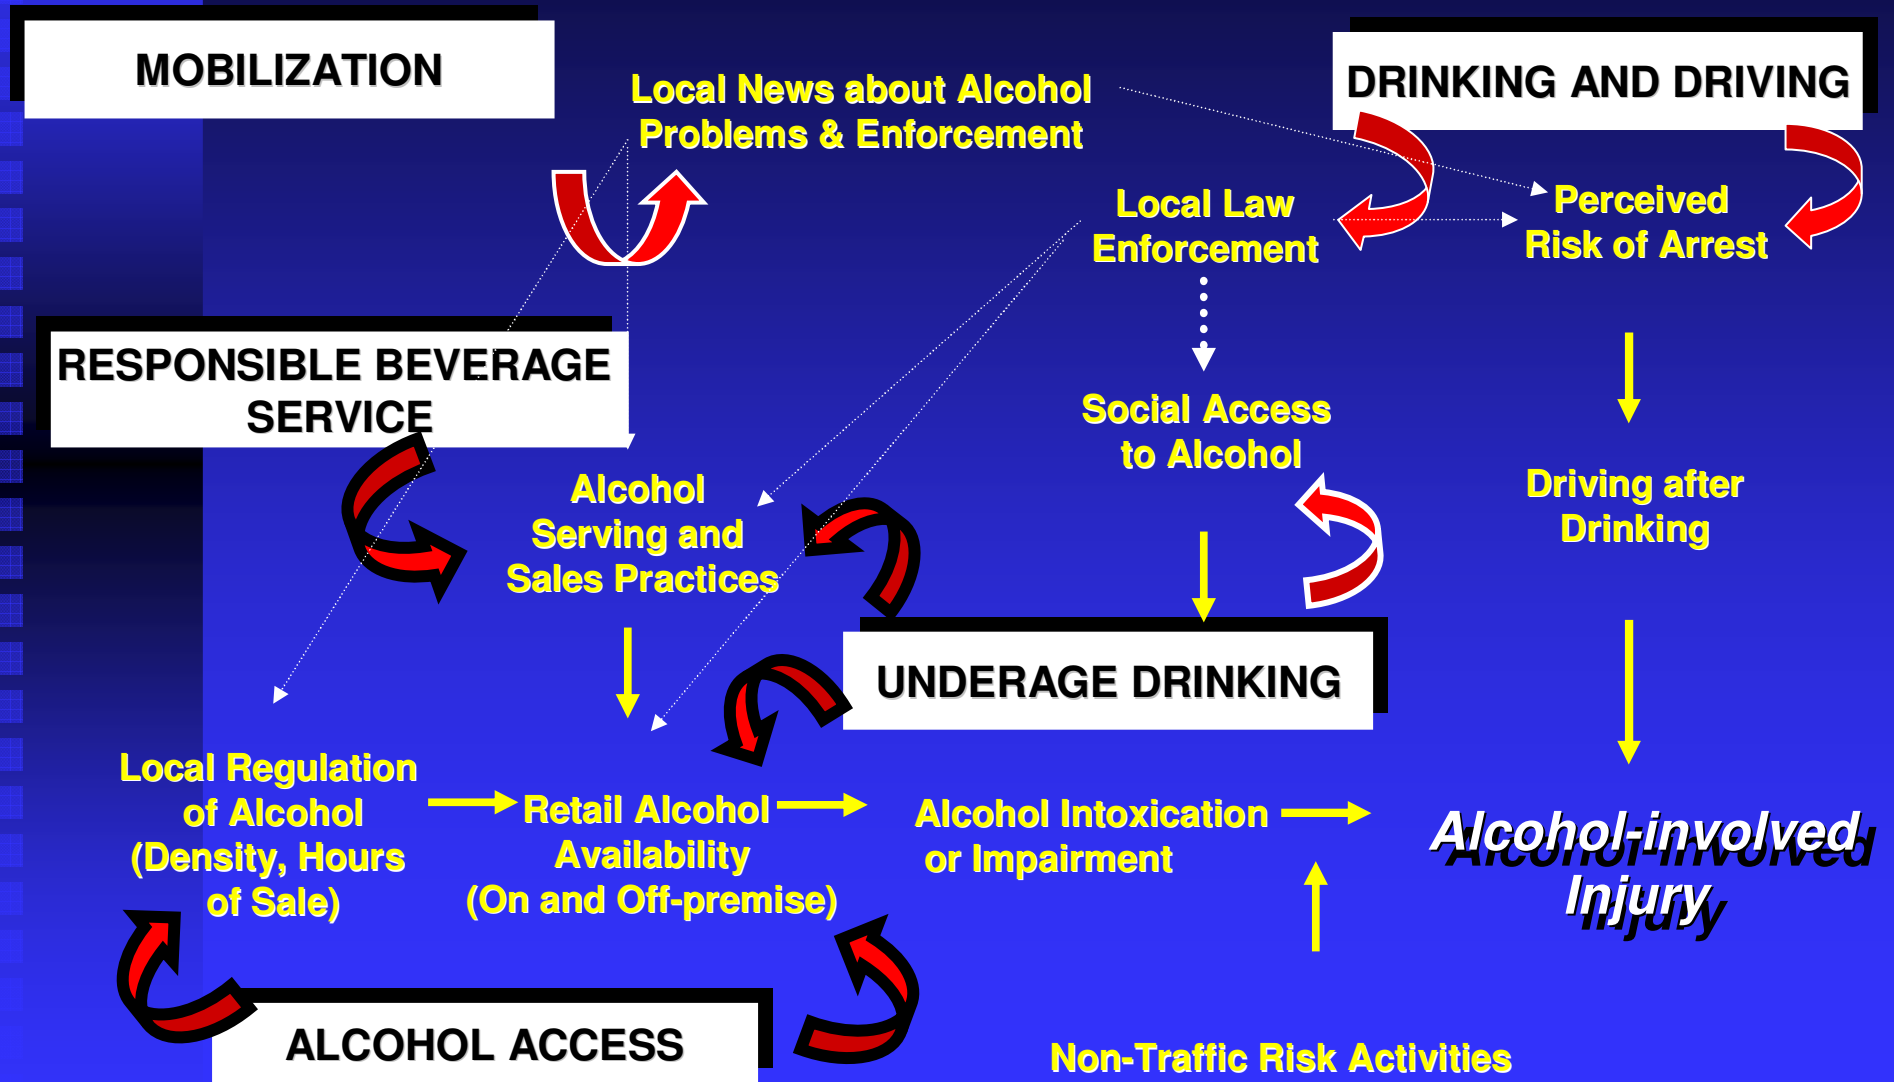 MOBILIZATION
Local News about Alcohol
Problems & Enforcement
DRINKING AND DRIVING
Local Law
Enforcement
Perceived
Risk of Arrest
RESPONSIBLE BEVERAGE
SERVICE
Social Access
to Alcohol
Alcohol
Serving and
Sales Practices
Driving after
Drinking
UNDERAGE DRINKING
Local Regulation
of Alcohol
(Density, Hours
of Sale)
Retail Alcohol
Availability
(On and Off-premise)
Alcohol Intoxication
or Impairment
Alcohol-involved
Injury
ALCOHOL ACCESS
Non-Traffic Risk Activities